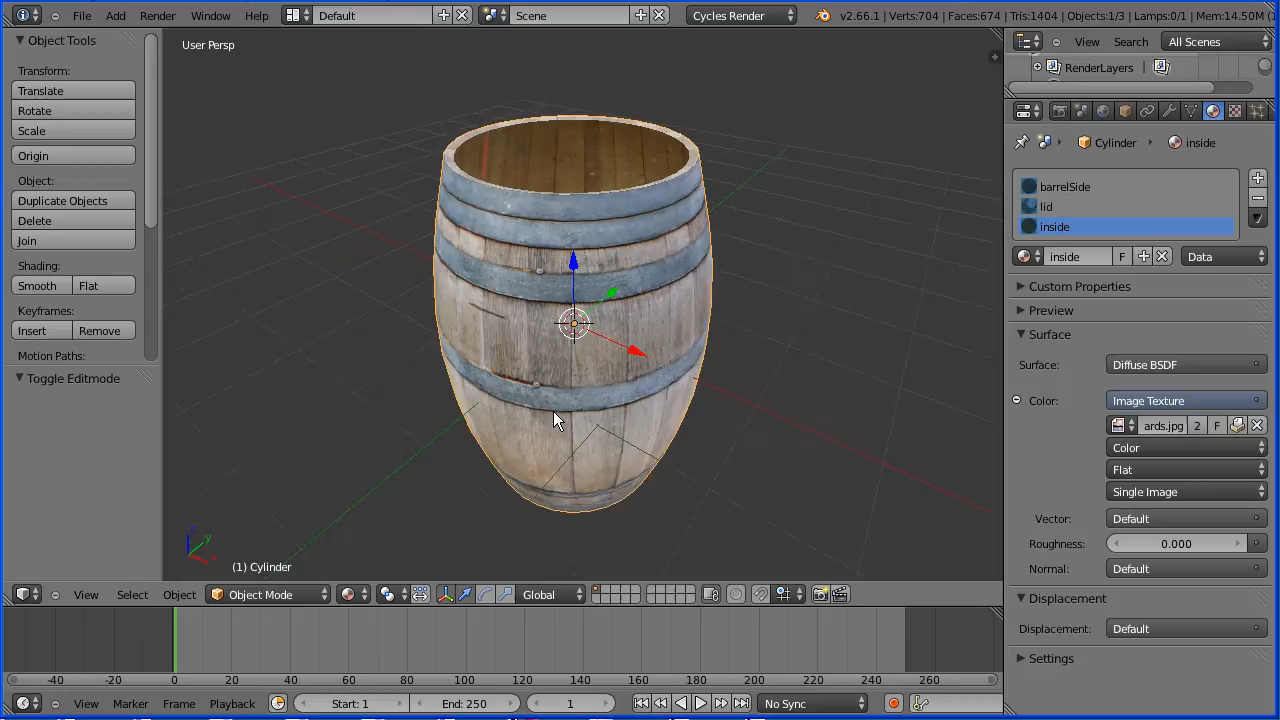 File Add Render Window Help Default Scene Cycles Render v2.66.1 | Verts:704 | Faces:674 | Tris:1404 | Objects:1/3 | Lamps:0/1 | Mem:14.50M
Object Tools
Transform:
Translate
Rotate
Scale
Origin
Object:
Duplicate Objects
Delete
Join
Shading:
Smooth Flat
Keyframes:
Insert Remove
Motion Paths:
Toggle Editmode
User Persp
z
y
x
(1) Cylinder
View Select Object Object Mode Global
-40 -20 0 20 40 60 80 100 120 140 160 180 200 220 240 260
View Marker Frame Playback Start: 1 End: 250 1 No Sync
View Search All Scenes
RenderLayers |
Cylinder inside
barrelSide
lid
inside
inside F Data
Custom Properties
Preview
Surface
Surface: Diffuse BSDF
Color: Image Texture
ards.jpg 2 F
Color
Flat
Single Image
Vector: Default
Roughness: 0.000
Normal: Default
Displacement
Displacement: Default
Settings